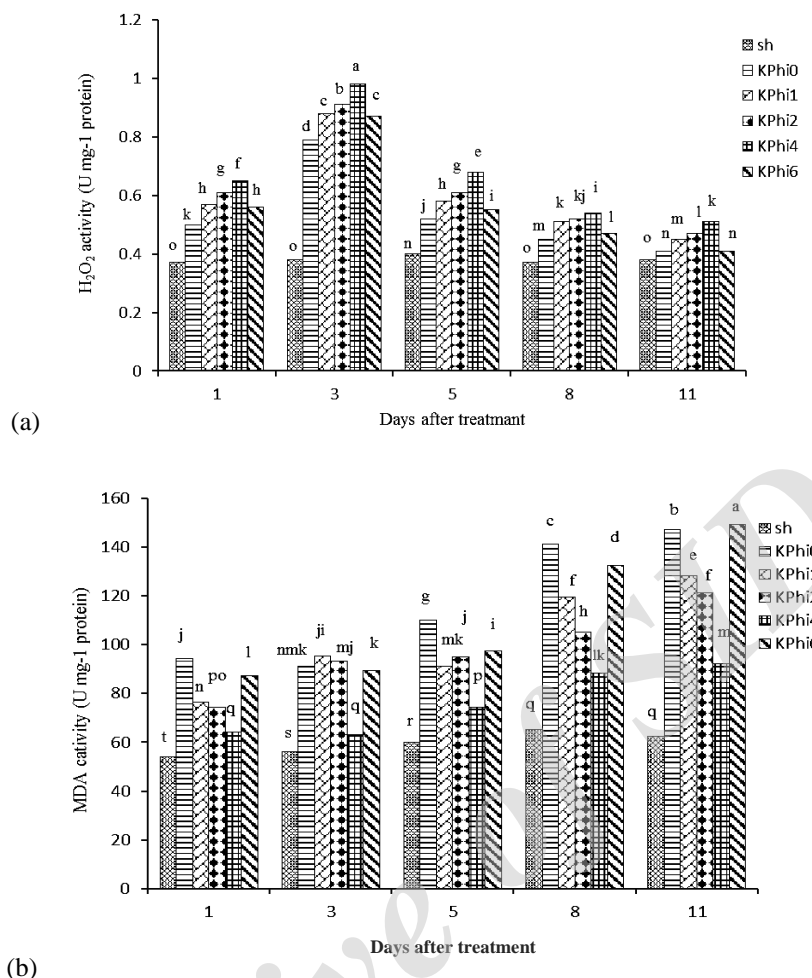 1.2
1
0.8
0.6
0.4
0.2
0
H2O2 activity (U mg-1 protein)
o k h g f h
o d c b a c
n j h g e i
o m k kj i l
o n m l k n
1 3 5 8 11
Days after treatmant
sh
KPhi0
KPhi1
KPhi2
KPhi4
KPhi6
(a)
160
140
120
100
80
60
40
20
0
MDA cativity (U mg-1 protein)
t j n po q l
s nmk ji mj q k
r g mk j p i
q c f h lk d
q b e f m a
1 3 5 8 11
Days after treatment
sh
(b)
ive of SID